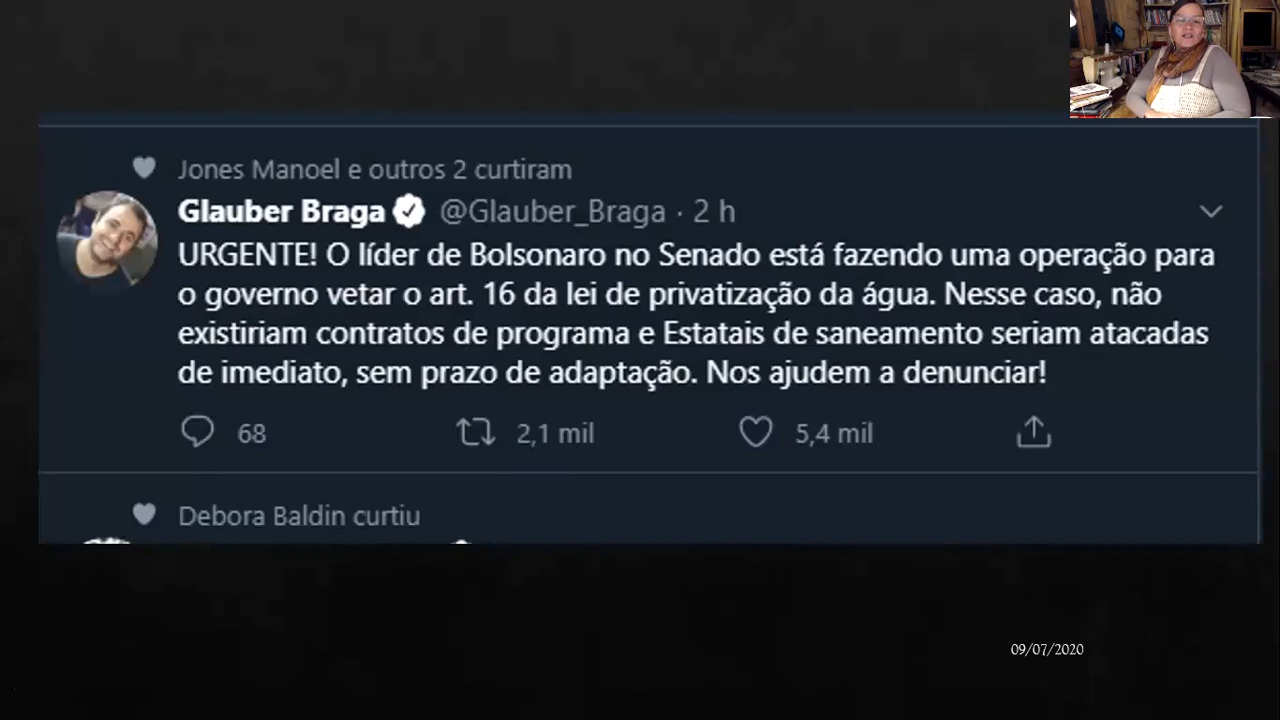 Jones Manoel e outros 2 curtiram
Glauber Braga @Glauber_Braga · 2 h
URGENTE! O líder de Bolsonaro no Senado está fazendo uma operação para
o governo vetar o art. 16 da lei de privatização da água. Nesse caso, não
existiriam contratos de programa e Estatais de saneamento seriam atacadas
de imediato, sem prazo de adaptação. Nos ajudem a denunciar!
68 2,1 mil 5,4 mil
Debora Baldin curtiu
09/07/2020